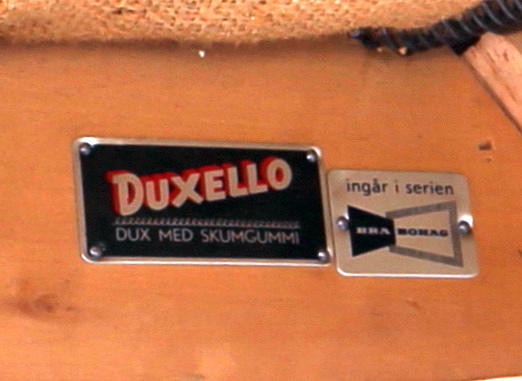 DUXELLO
DUX MED SKUMGUMMI
ingår i serien
BRA BOHAG